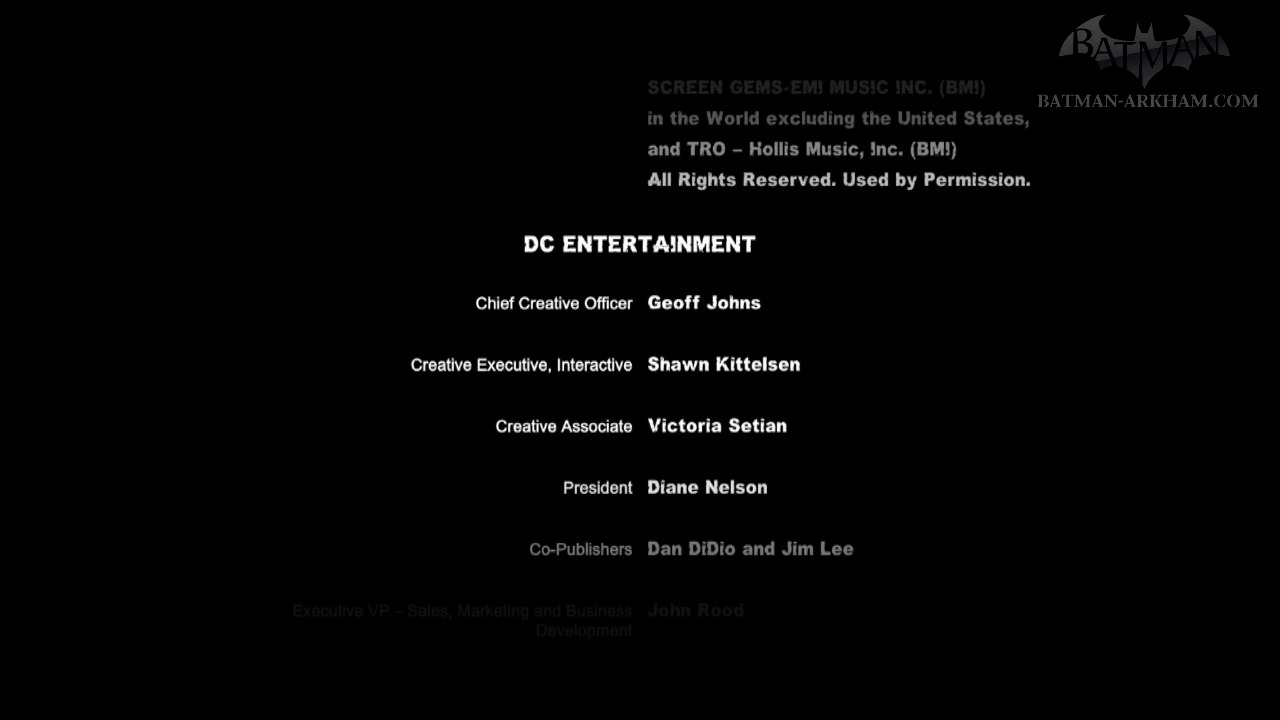 BATMAN
BATMAN-ARKHAM.COM
SCREEN GEMS-EMI MUSIC INC. (BMI)
in the World excluding the United States,
and TRO – Hollis Music, Inc. (BMI)
All Rights Reserved. Used by Permission.
DC ENTERTAINMENT
Chief Creative Officer Geoff Johns
Creative Executive, Interactive Shawn Kittelsen
Creative Associate Victoria Setian
President Diane Nelson
Co-Publishers Dan DiDio and Jim Lee
Executive VP – Sales, Marketing and Business John Rood
Development